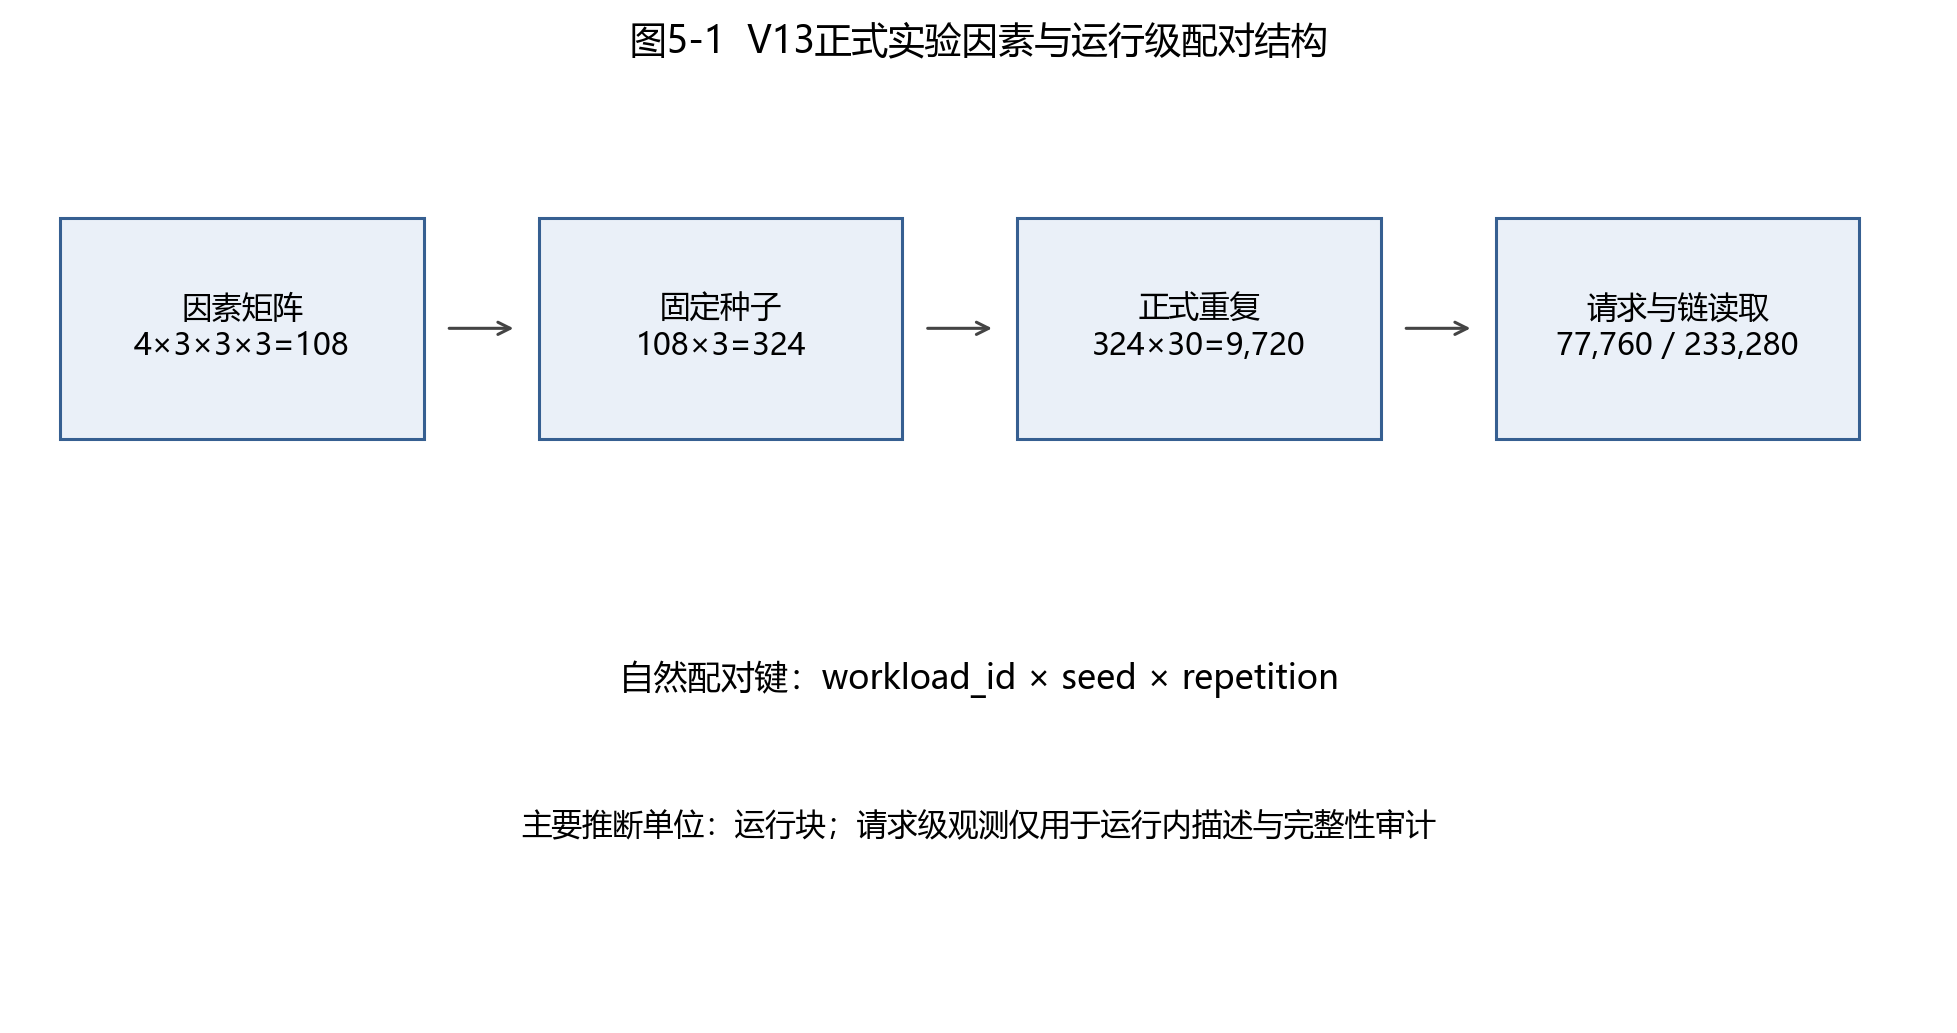 图5-1 V13正式实验因素与运行级配对结构
因素矩阵
4×3×3×3=108
固定种子
108×3=324
正式重复
324×30=9,720
请求与链读取
77,760 / 233,280
自然配对键：workload_id × seed × repetition
主要推断单位：运行块；请求级观测仅用于运行内描述与完整性审计